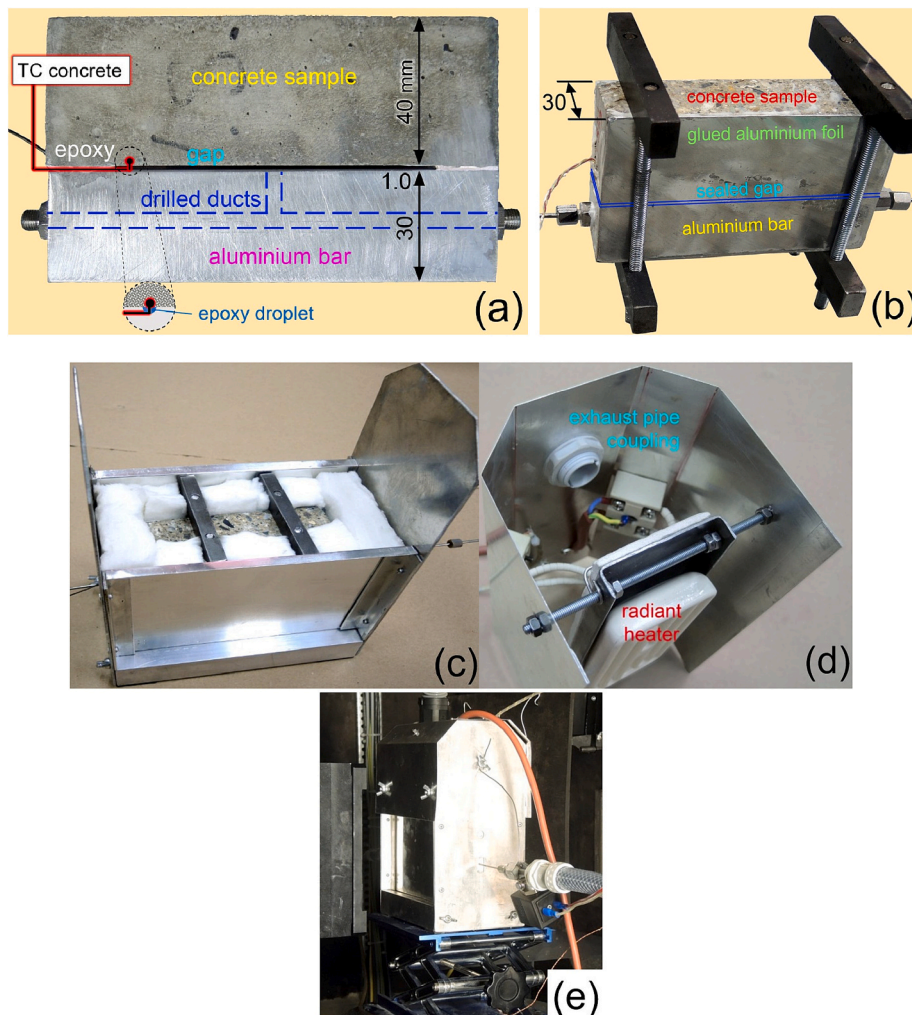 TC concrete
concrete sample
40 mm
epoxy
gap
1.0
drilled ducts
30
aluminium bar
epoxy droplet
(a)
30
concrete sample
glued aluminium foil
sealed gap
aluminium bar
(b)
(c)
exhaust pipe
coupling
radiant
heater
(d)
(e)